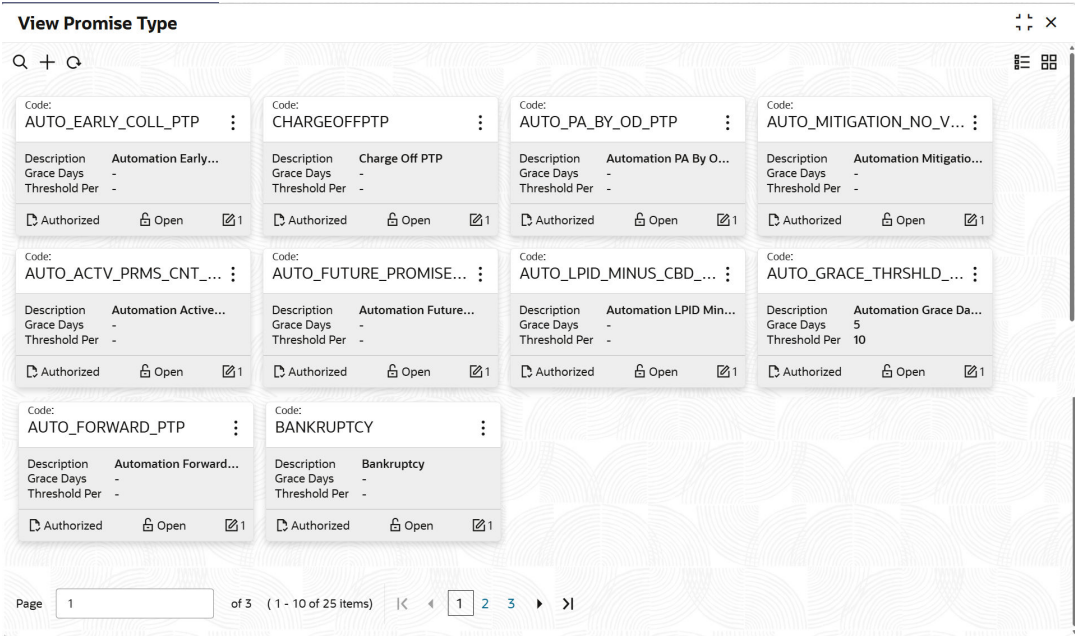 View Promise Type
Code:
AUTO_EARLY_COLL_PTP
Description Automation Early...
Grace Days -
Threshold Per -
Authorized Open 1
Code:
CHARGEOFFPTP
Description Charge Off PTP
Grace Days -
Threshold Per -
Authorized Open 1
Code:
AUTO_PA_BY_OD_PTP
Description Automation PA By O...
Grace Days -
Threshold Per -
Authorized Open 1
Code:
AUTO_MITIGATION_NO_V...
Description Automation Mitigatio...
Grace Days -
Threshold Per -
Authorized Open 1
Code:
AUTO_ACTV_PRMS_CNT_...
Description Automation Active...
Grace Days -
Threshold Per -
Authorized Open 1
Code:
AUTO_FUTURE_PROMISE...
Description Automation Future...
Grace Days -
Threshold Per -
Authorized Open 1
Code:
AUTO_LPID_MINUS_CBD_...
Description Automation LPID Min...
Grace Days -
Threshold Per -
Authorized Open 1
Code:
AUTO_GRACE_THRSHLD_...
Description Automation Grace Da...
Grace Days 5
Threshold Per 10
Authorized Open 1
Code:
AUTO_FORWARD_PTP
Description Automation Forward...
Grace Days -
Threshold Per -
Authorized Open 1
Code:
BANKRUPTCY
Description Bankruptcy
Grace Days -
Threshold Per -
Authorized Open 1
Page 1 of 3 ( 1 - 10 of 25 items) 1 2 3